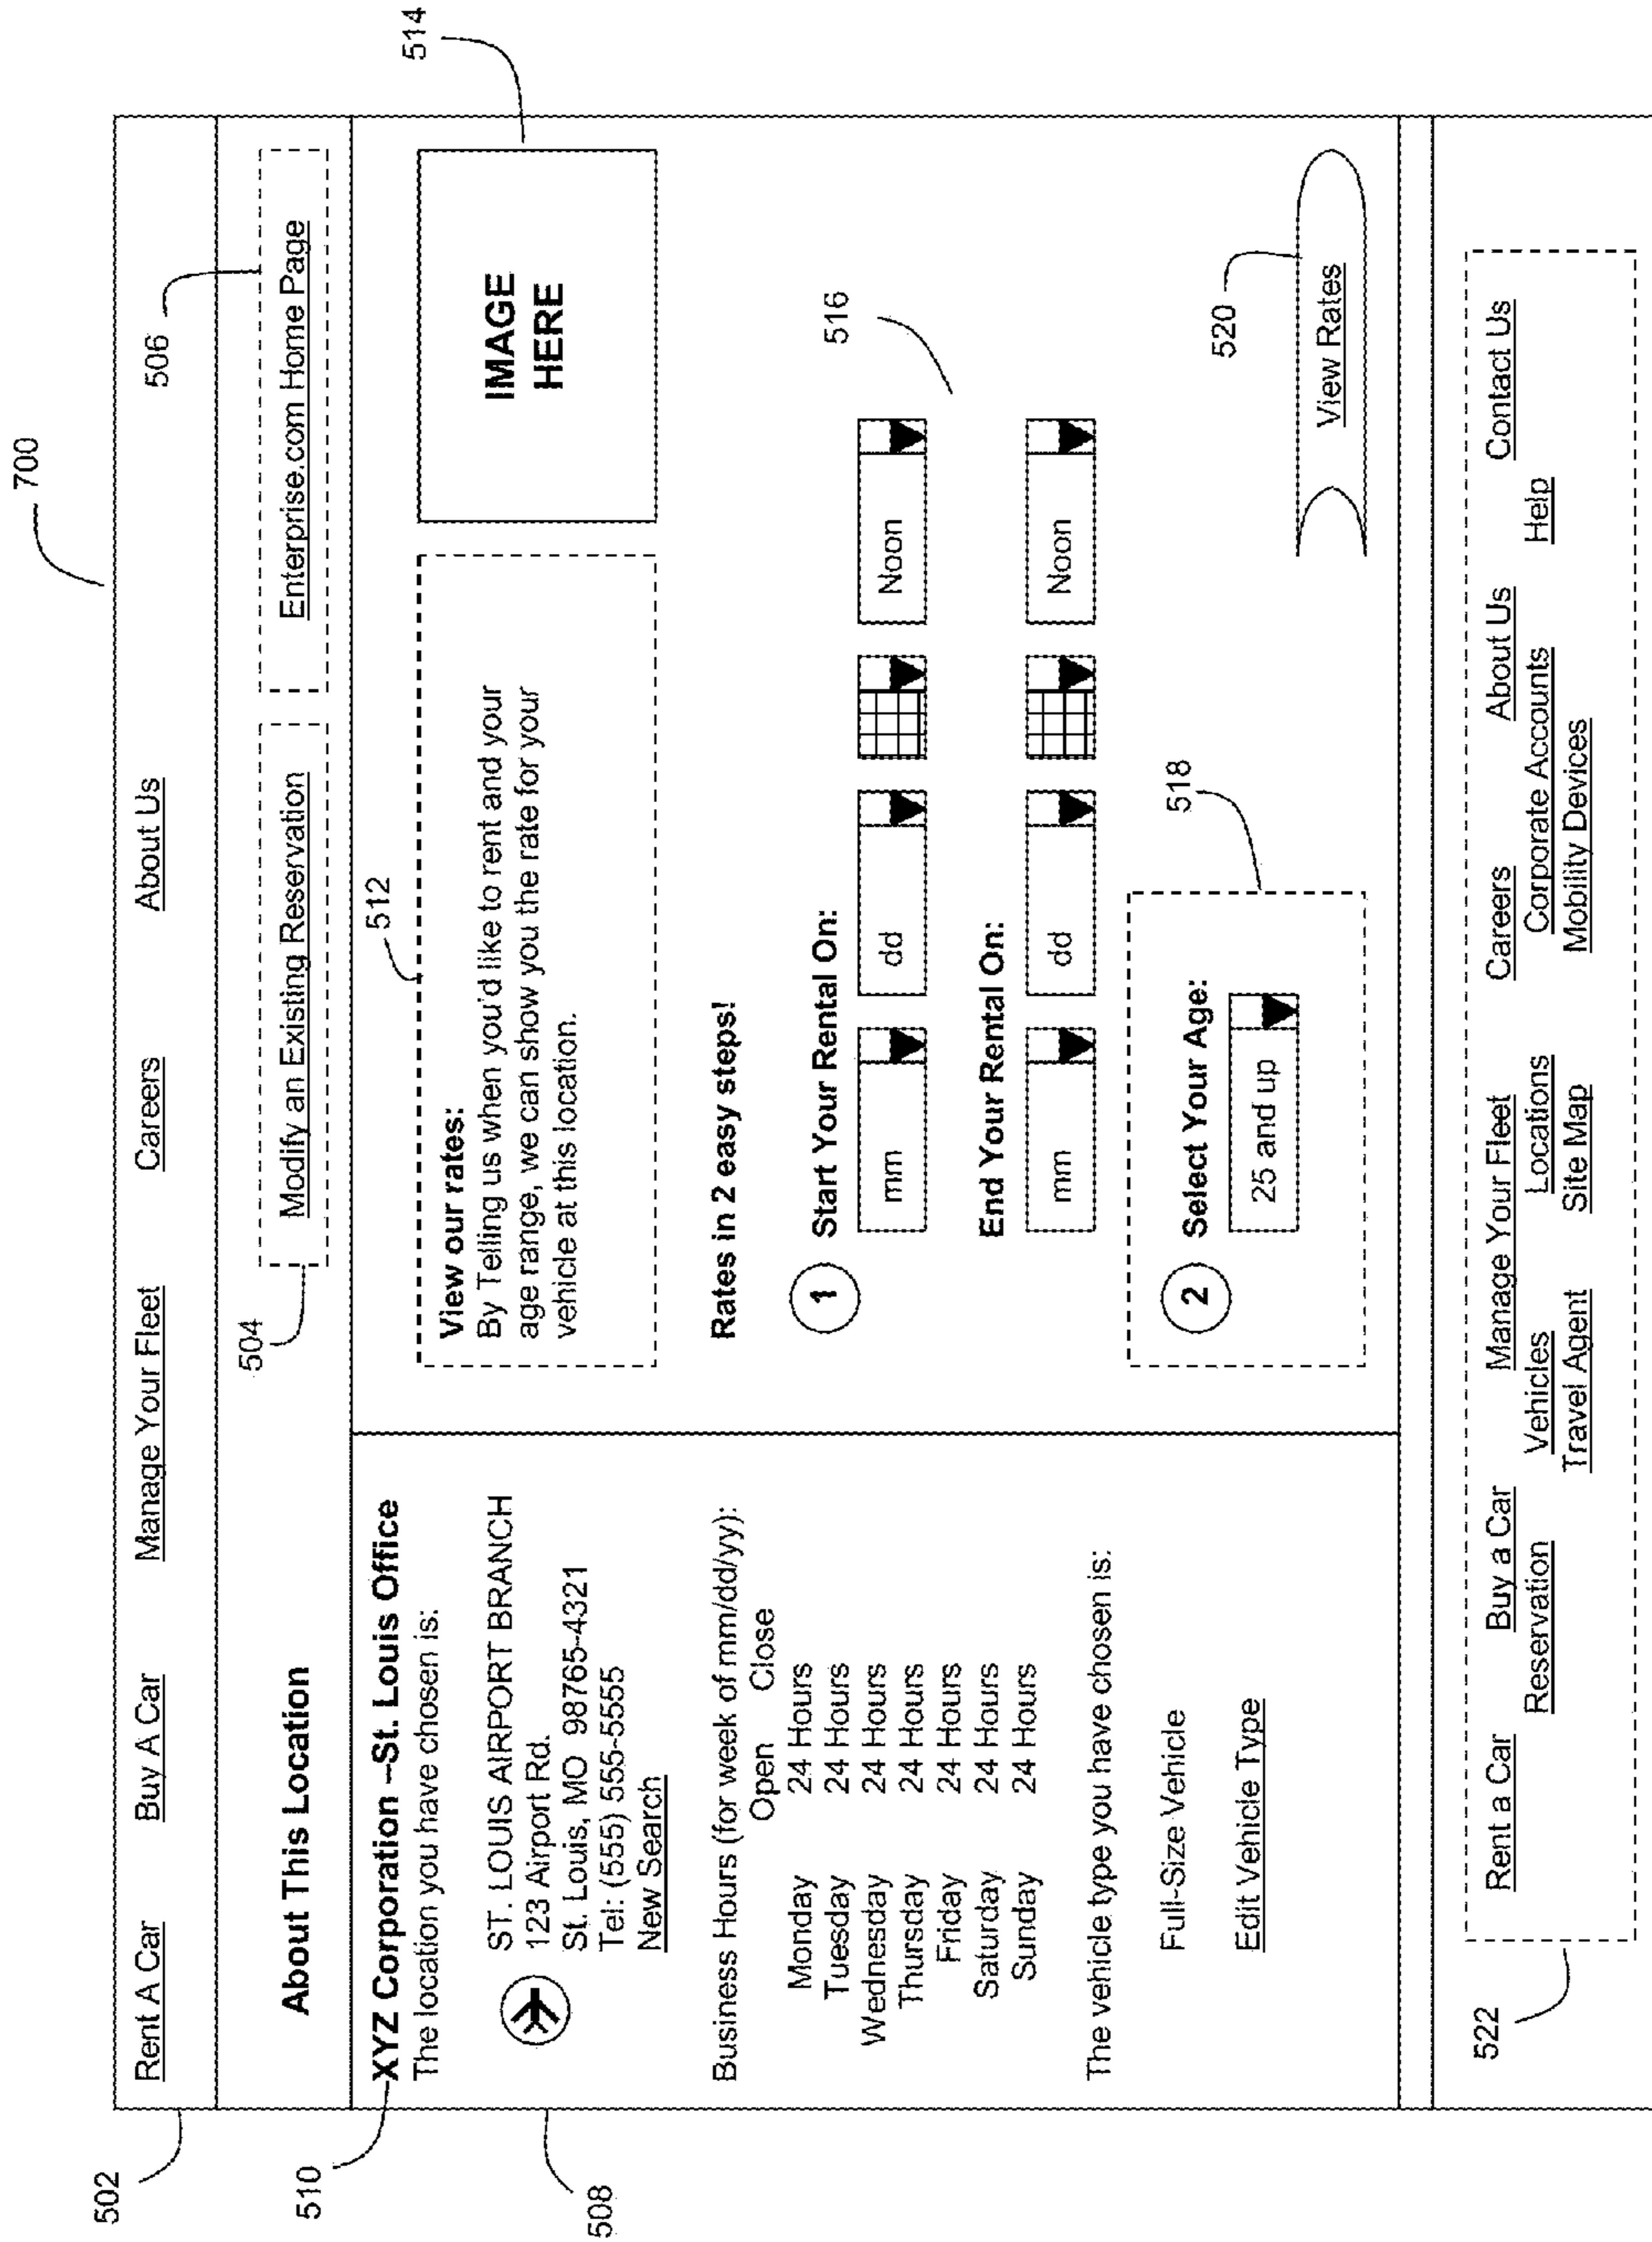 700
502
Rent A Car Buy A Car Manage Your Fleet Careers About Us
506
About This Location
504
Modify an Existing Reservation
Enterprise.com Home Page
510
XYZ Corporation –St. Louis Office
The location you have chosen is:
508
ST. LOUIS AIRPORT BRANCH
123 Airport Rd.
St. Louis, MO 98765-4321
Tel: (555) 555-5555
New Search
Business Hours (for week of mm/dd/yy):
Open Close
Monday 24 Hours
Tuesday 24 Hours
Wednesday 24 Hours
Thursday 24 Hours
Friday 24 Hours
Saturday 24 Hours
Sunday 24 Hours
The vehicle type you have chosen is:
Full-Size Vehicle
Edit Vehicle Type
512
View our rates:
By Telling us when you'd like to rent and your
age range, we can show you the rate for your
vehicle at this location.
514
IMAGE
HERE
Rates in 2 easy steps!
1 Start Your Rental On:
mm dd Noon
516
End Your Rental On:
mm dd Noon
518
2 Select Your Age:
25 and up
520
View Rates
522
Rent a Car Buy a Car Manage Your Fleet Careers About Us Contact Us
Reservation Vehicles Locations Corporate Accounts Help
Travel Agent Site Map Mobility Devices